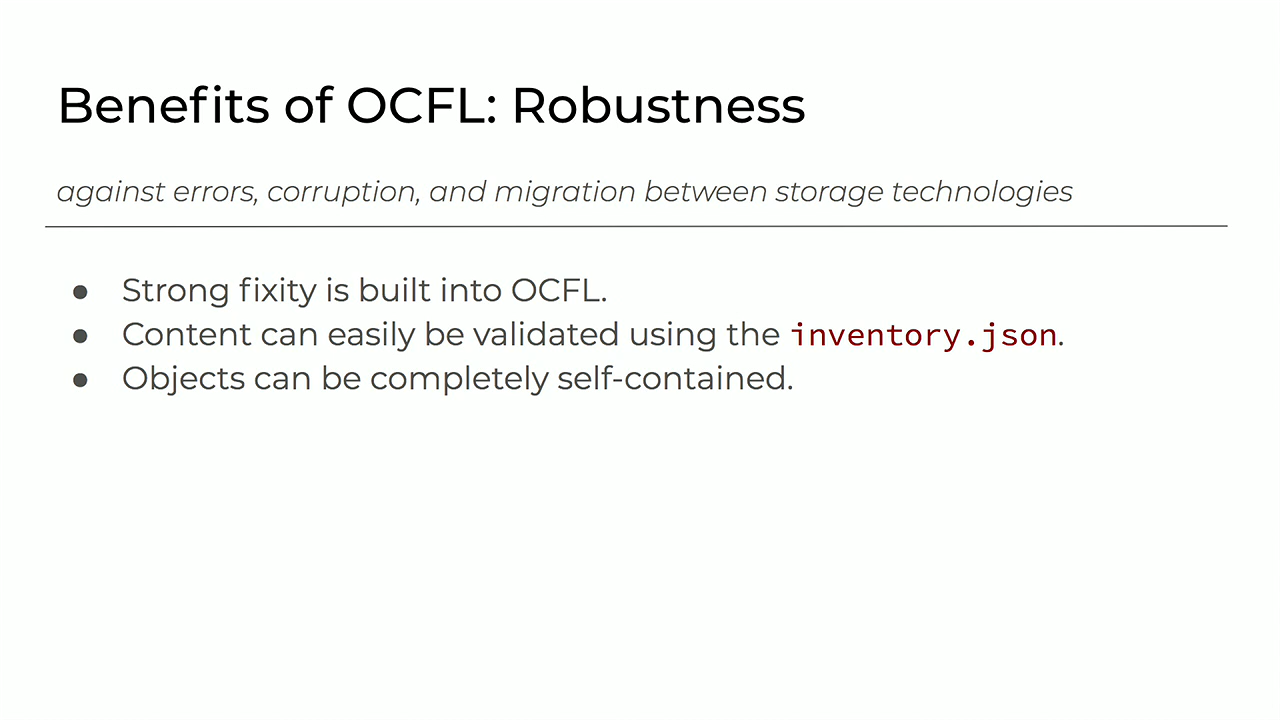 Benefits of OCFL: Robustness
against errors, corruption, and migration between storage technologies
● Strong fixity is built into OCFL.
● Content can easily be validated using the inventory.json.
● Objects can be completely self-contained.